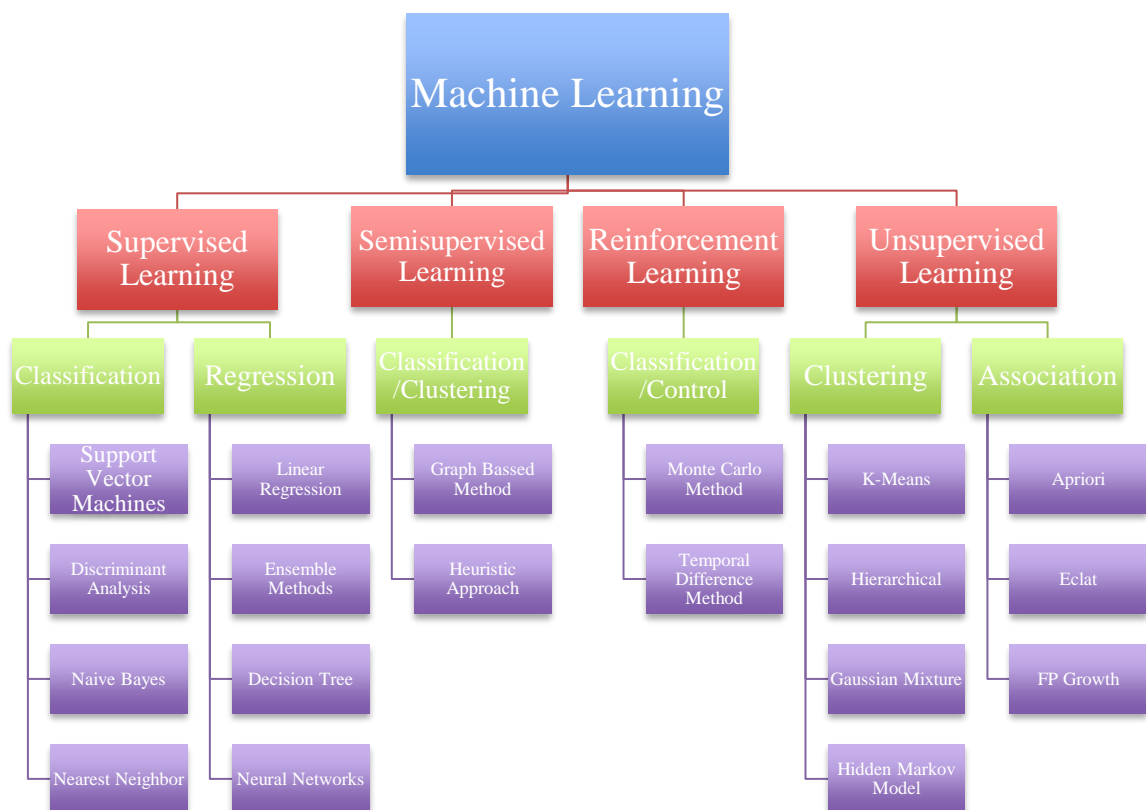 Machine Learning
Supervised
Learning
Semisupervised
Learning
Reinforcement
Learning
Unsupervised
Learning
Classification
Regression
Classification
/Clustering
Classification
/Control
Clustering
Association
Support
Vector
Machines
Linear
Regression
Graph Bassed
Method
Monte Carlo
Method
K-Means
Apriori
Discriminant
Analysis
Ensemble
Methods
Heuristic
Approach
Temporal
Difference
Method
Hierarchical
Eclat
Naive Bayes
Decision Tree
Gaussian Mixture
FP Growth
Nearest Neighbor
Neural Networks
Hidden Markov
Model